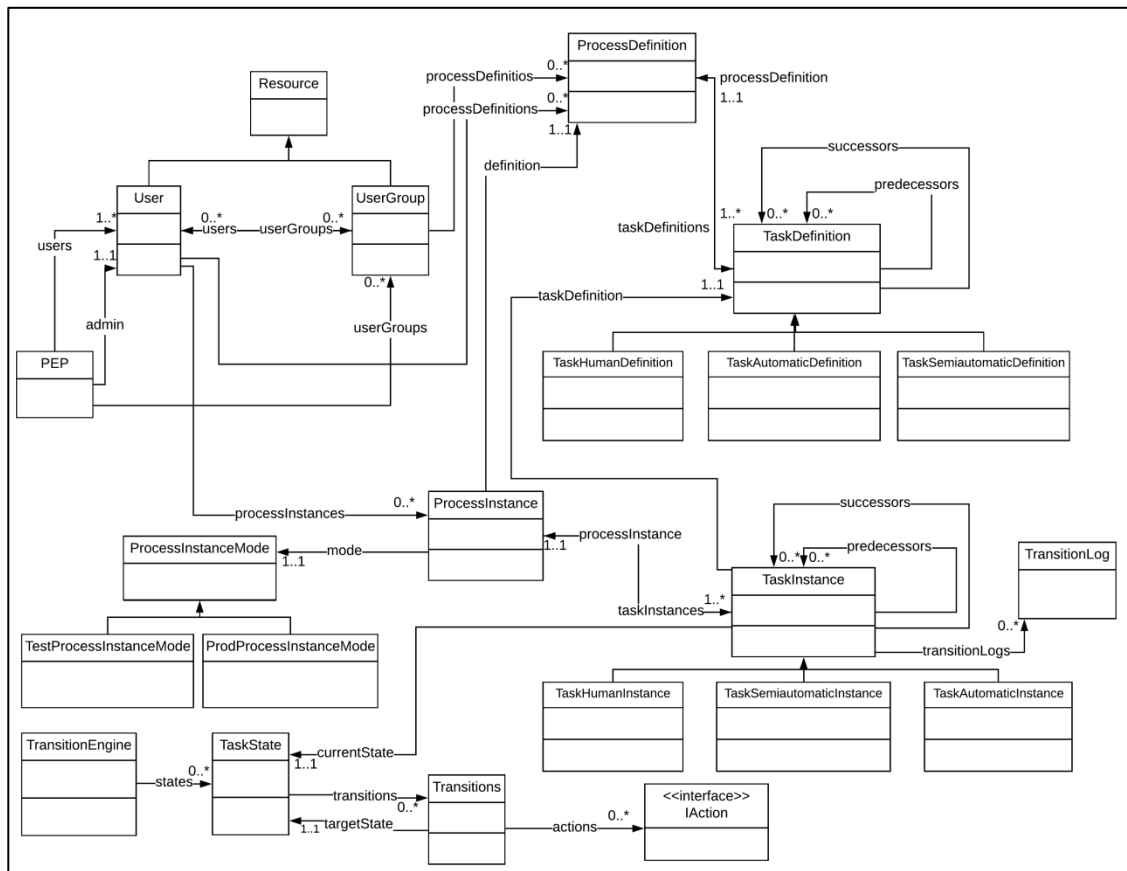 ProcessDefinition
0..*
processDefinitios
processDefinition
Resource
0..*
processDefinitions
1..1
1..1
definition
successors
User
UserGroup
predecessors
1..*
0..*
0..*
users
userGroups
1..*
0..*
0..*
users
TaskDefinition
1..1
taskDefinitions
0..*
1..1
taskDefinition
admin
userGroups
PEP
TaskHumanDefinition
TaskAutomaticDefinition
TaskSemiautomaticDefinition
0..*
ProcessInstance
successors
processInstances
processInstance
ProcessInstanceMode
mode
1..1
1..1
0..*
0..*
predecessors
TransitionLog
TaskInstance
taskInstances
1..*
0..*
TestProcessInstanceMode
ProdProcessInstanceMode
transitionLogs
TaskHumanInstance
TaskSemiautomaticInstance
TaskAutomaticInstance
TransitionEngine
TaskState
currentState
1..1
0..*
states
Transitions
<<interface>>
IAction
transitions
0..*
1..1
targetState
actions
0..*